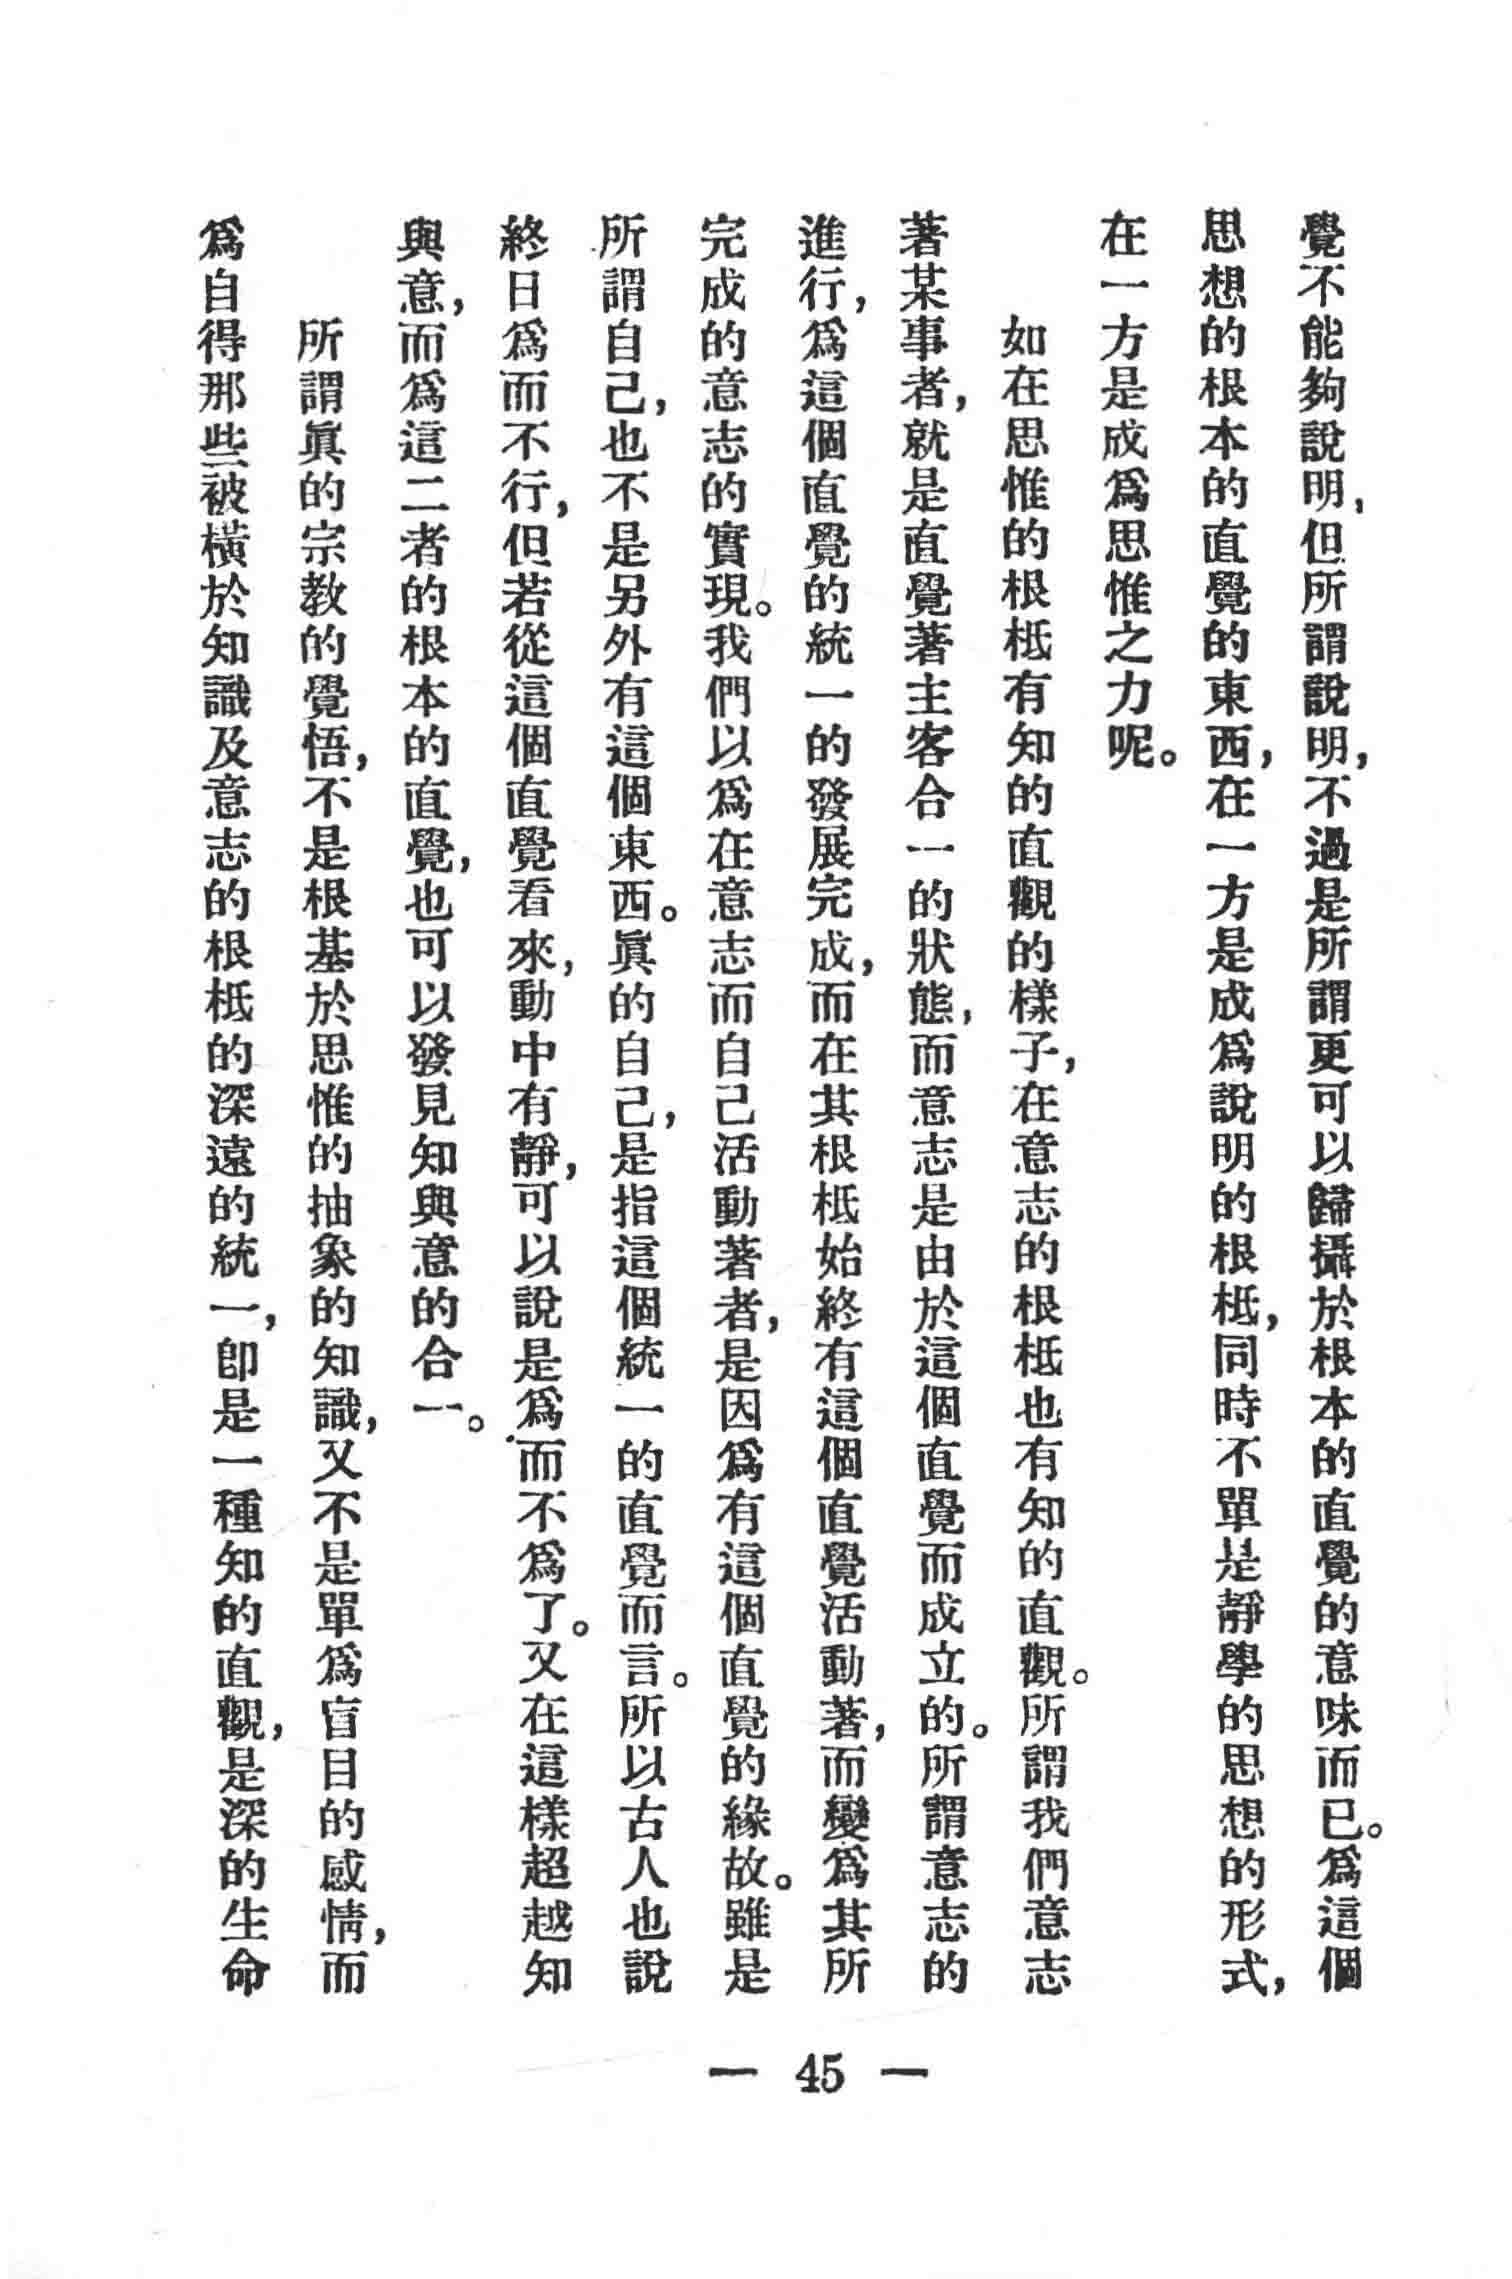 覺不能夠說明,但所謂說明,不過是所謂更可以歸攝於根本的直覺的意味而已。爲這個
思想的根本的直覺的東西,在一方是成爲說明的根柢,同時不單是靜學的思想的形式,
在一方是成爲思惟之力呢。
如在思惟的根柢有知的直觀的樣子,在意志的根柢也有知的直觀。所謂我們意志
著某事者,就是直覺著主客合一的狀態,而意志是由於這個直覺而成立的。所謂意志的
進行,爲這個直覺的統一的發展完成,而在其根柢始終有這個直覺活動著,而變爲其所
完成的意志的實現。我們以爲在意志而自己活動著者,是因爲有這個直覺的緣故。雖是
所謂自己,也不是另外有這個東西。眞的自己,是指這個統一的直覺而言。所以古人也說
終日爲而不行,但若從這個直覺看來,動中有靜,可以說是爲而不爲了。又在這樣超越知
與意,而爲這二者的根本的直覺,也可以發見知與意的合一。
所謂眞的宗教的覺悟,不是根基於思惟的抽象的知識,又不是單爲盲目的感情,而
爲自得那些被橫於知識及意志的根柢的深遠的統一,卽是一種知的直觀,是深的生命
— 45 —